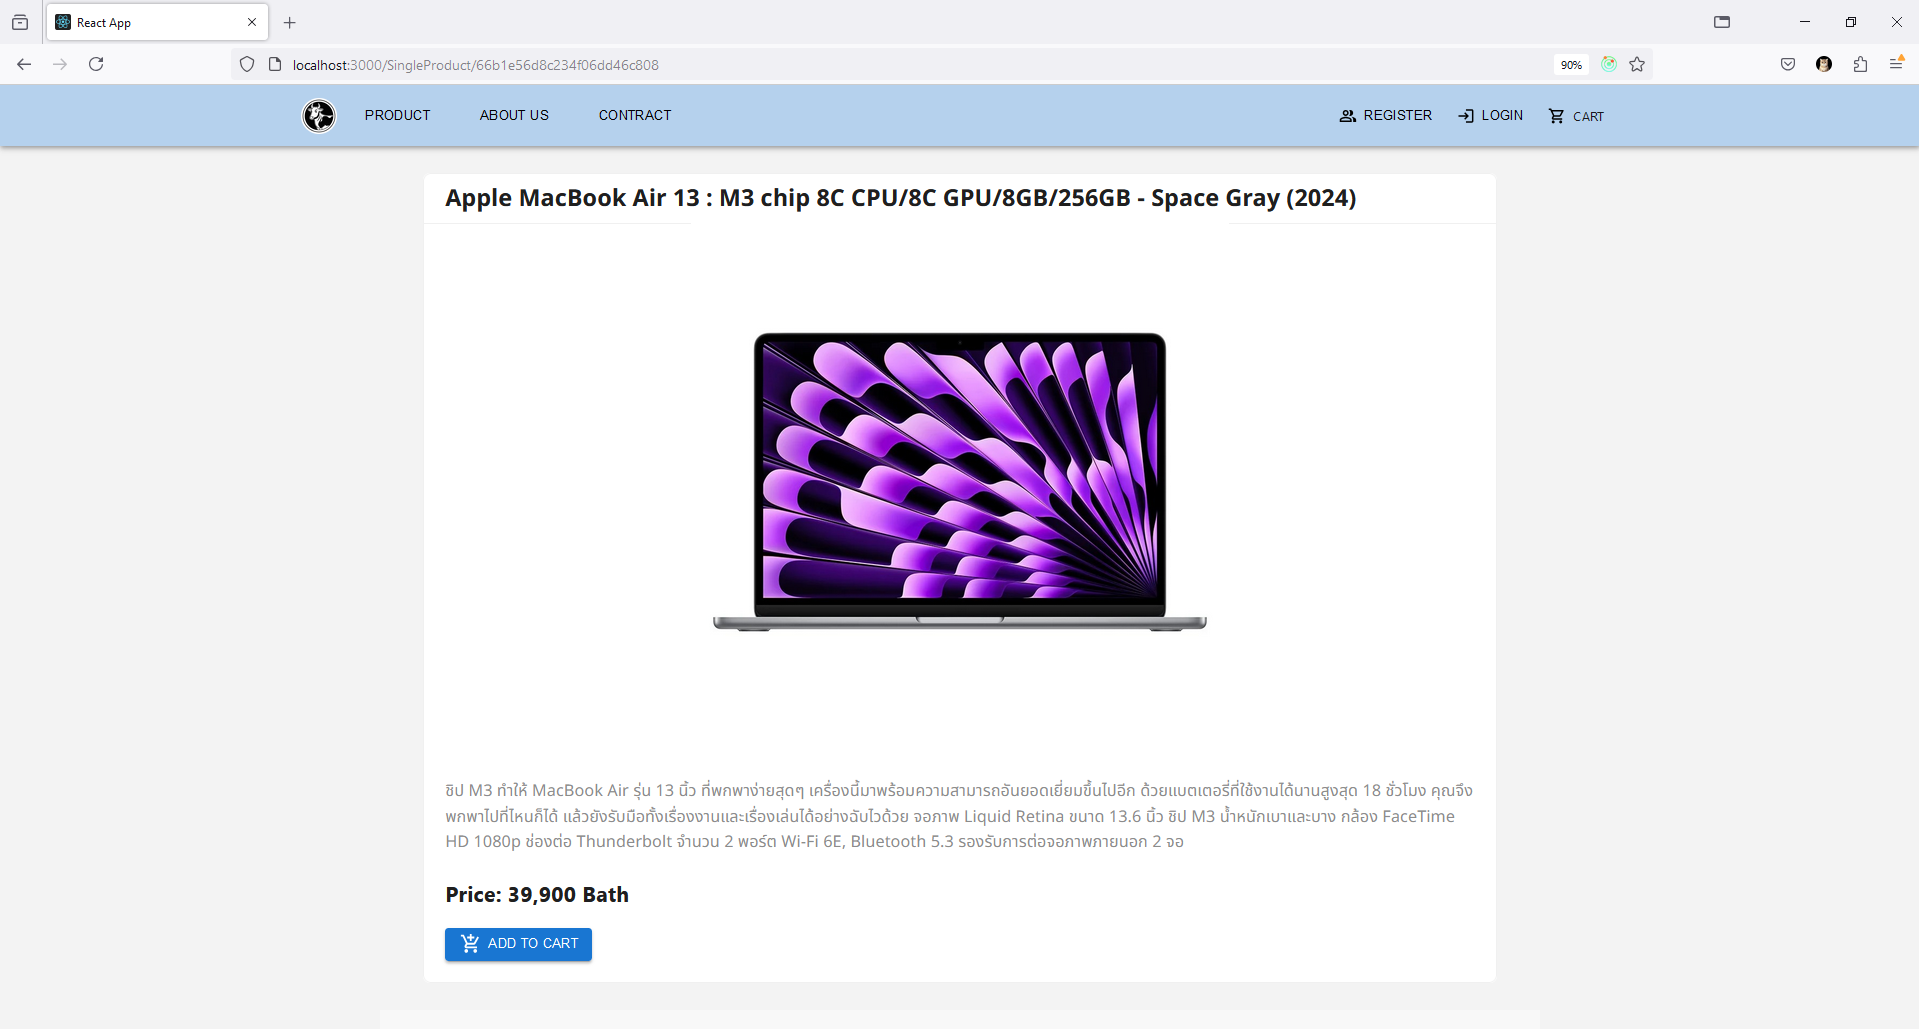 React App
localhost:3000/SingleProduct/66b1e56d8c234f06dd46c808
90%
PRODUCT
ABOUT US
CONTRACT
REGISTER
LOGIN
CART
Apple MacBook Air 13 : M3 chip 8C CPU/8C GPU/8GB/256GB - Space Gray (2024)
ชิป M3 ทำให้ MacBook Air รุ่น 13 นิ้ว ที่พกพาง่ายสุดๆ เครื่องนี้มาพร้อมความสามารถอันยอดเยี่ยมขึ้นไปอีก ด้วยแบตเตอรี่ที่ใช้งานได้นานสูงสุด 18 ชั่วโมง คุณจึง
พกพาไปที่ไหนก็ได้ แล้วยังรับมือทั้งเรื่องงานและเรื่องเล่นได้อย่างฉับไวด้วย จอภาพ Liquid Retina ขนาด 13.6 นิ้ว ชิป M3 น้ำหนักเบาและบาง กล้อง FaceTime
HD 1080p ช่องต่อ Thunderbolt จำนวน 2 พอร์ต Wi-Fi 6E, Bluetooth 5.3 รองรับการต่อจอภาพภายนอก 2 จอ
Price: 39,900 Bath
ADD TO CART